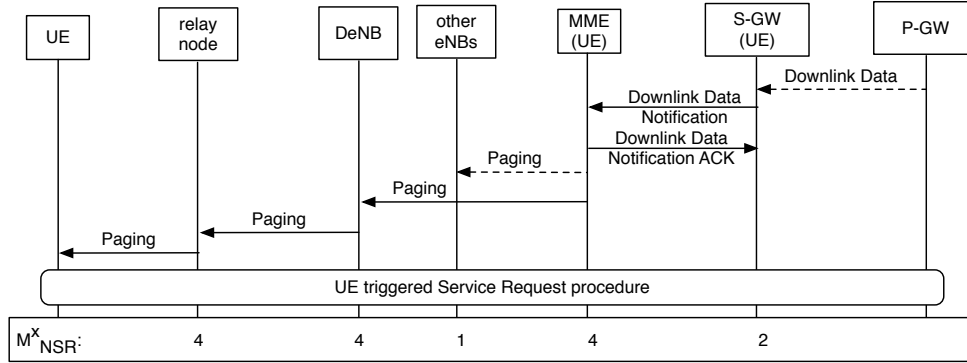 UE
relay
node
DeNB
other
eNBs
MME
(UE)
S-GW
(UE)
P-GW
Downlink Data
Downlink Data
Notification
Downlink Data
Notification ACK
Paging
Paging
Paging
Paging
UE triggered Service Request procedure
M^x_NSR: 4 4 1 4 2